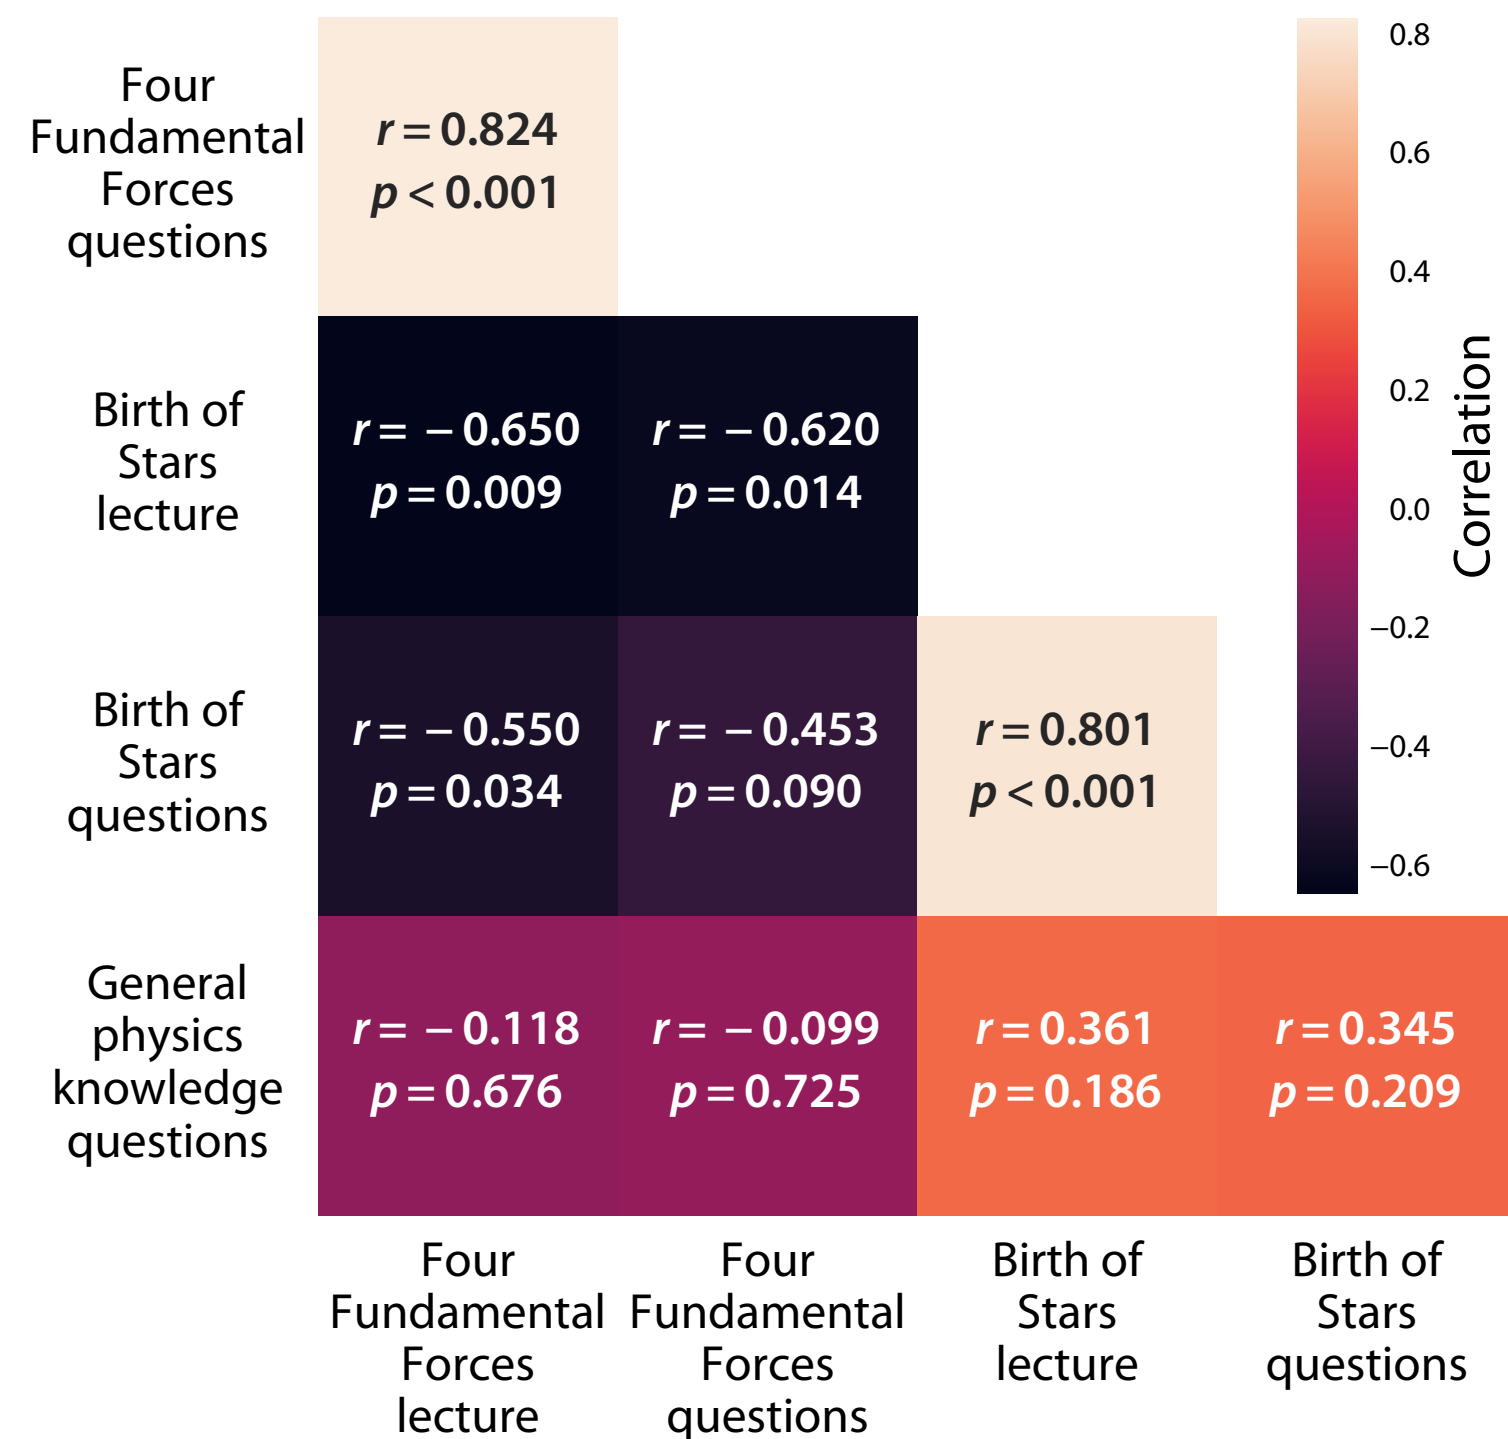 Four
Fundamental
Forces
questions
r = 0.824
p < 0.001
Birth of
Stars
lecture
r = − 0.650
p = 0.009
r = − 0.620
p = 0.014
Birth of
Stars
questions
r = − 0.550
p = 0.034
r = − 0.453
p = 0.090
r = 0.801
p < 0.001
General
physics
knowledge
questions
r = − 0.118
p = 0.676
r = − 0.099
p = 0.725
r = 0.361
p = 0.186
r = 0.345
p = 0.209
Four
Fundamental
Forces
lecture
Four
Fundamental
Forces
questions
Birth of
Stars
lecture
Birth of
Stars
questions
0.8
0.6
0.4
0.2
0.0
−0.2
−0.4
−0.6
Correlation